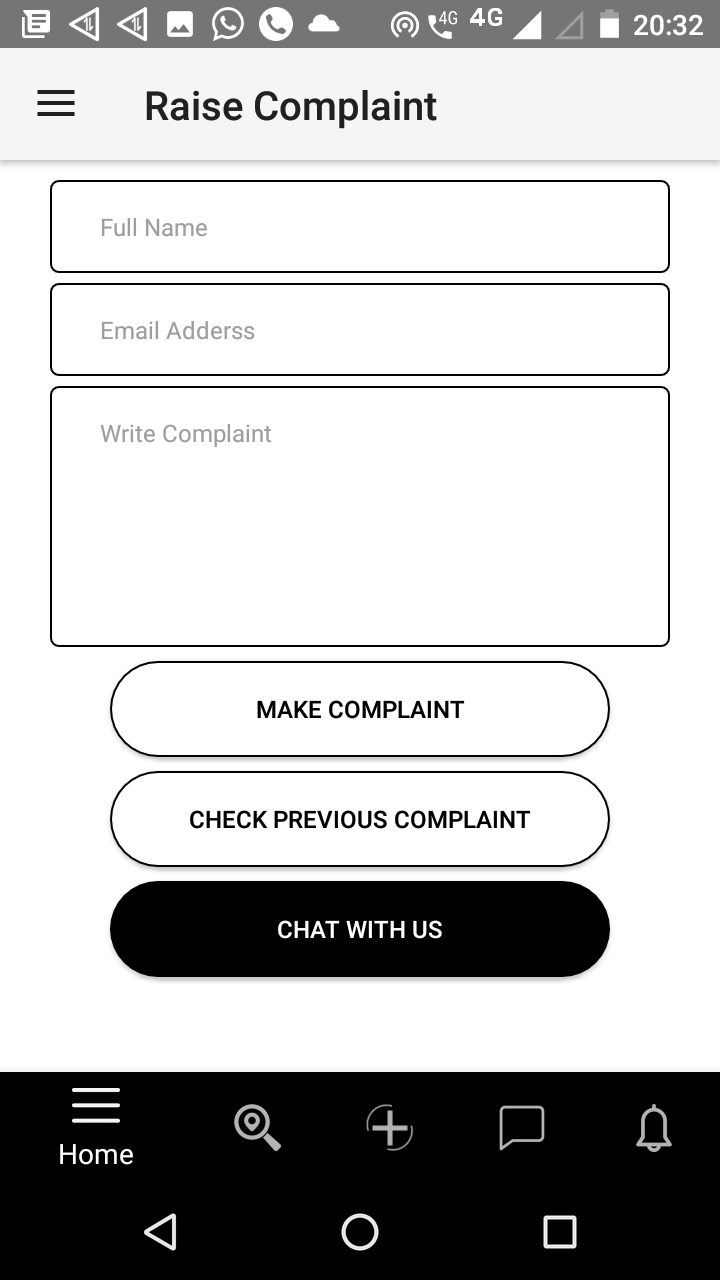 4G 4G 20:32
Raise Complaint
Full Name
Email Adderss
Write Complaint
MAKE COMPLAINT
CHECK PREVIOUS COMPLAINT
CHAT WITH US
Home